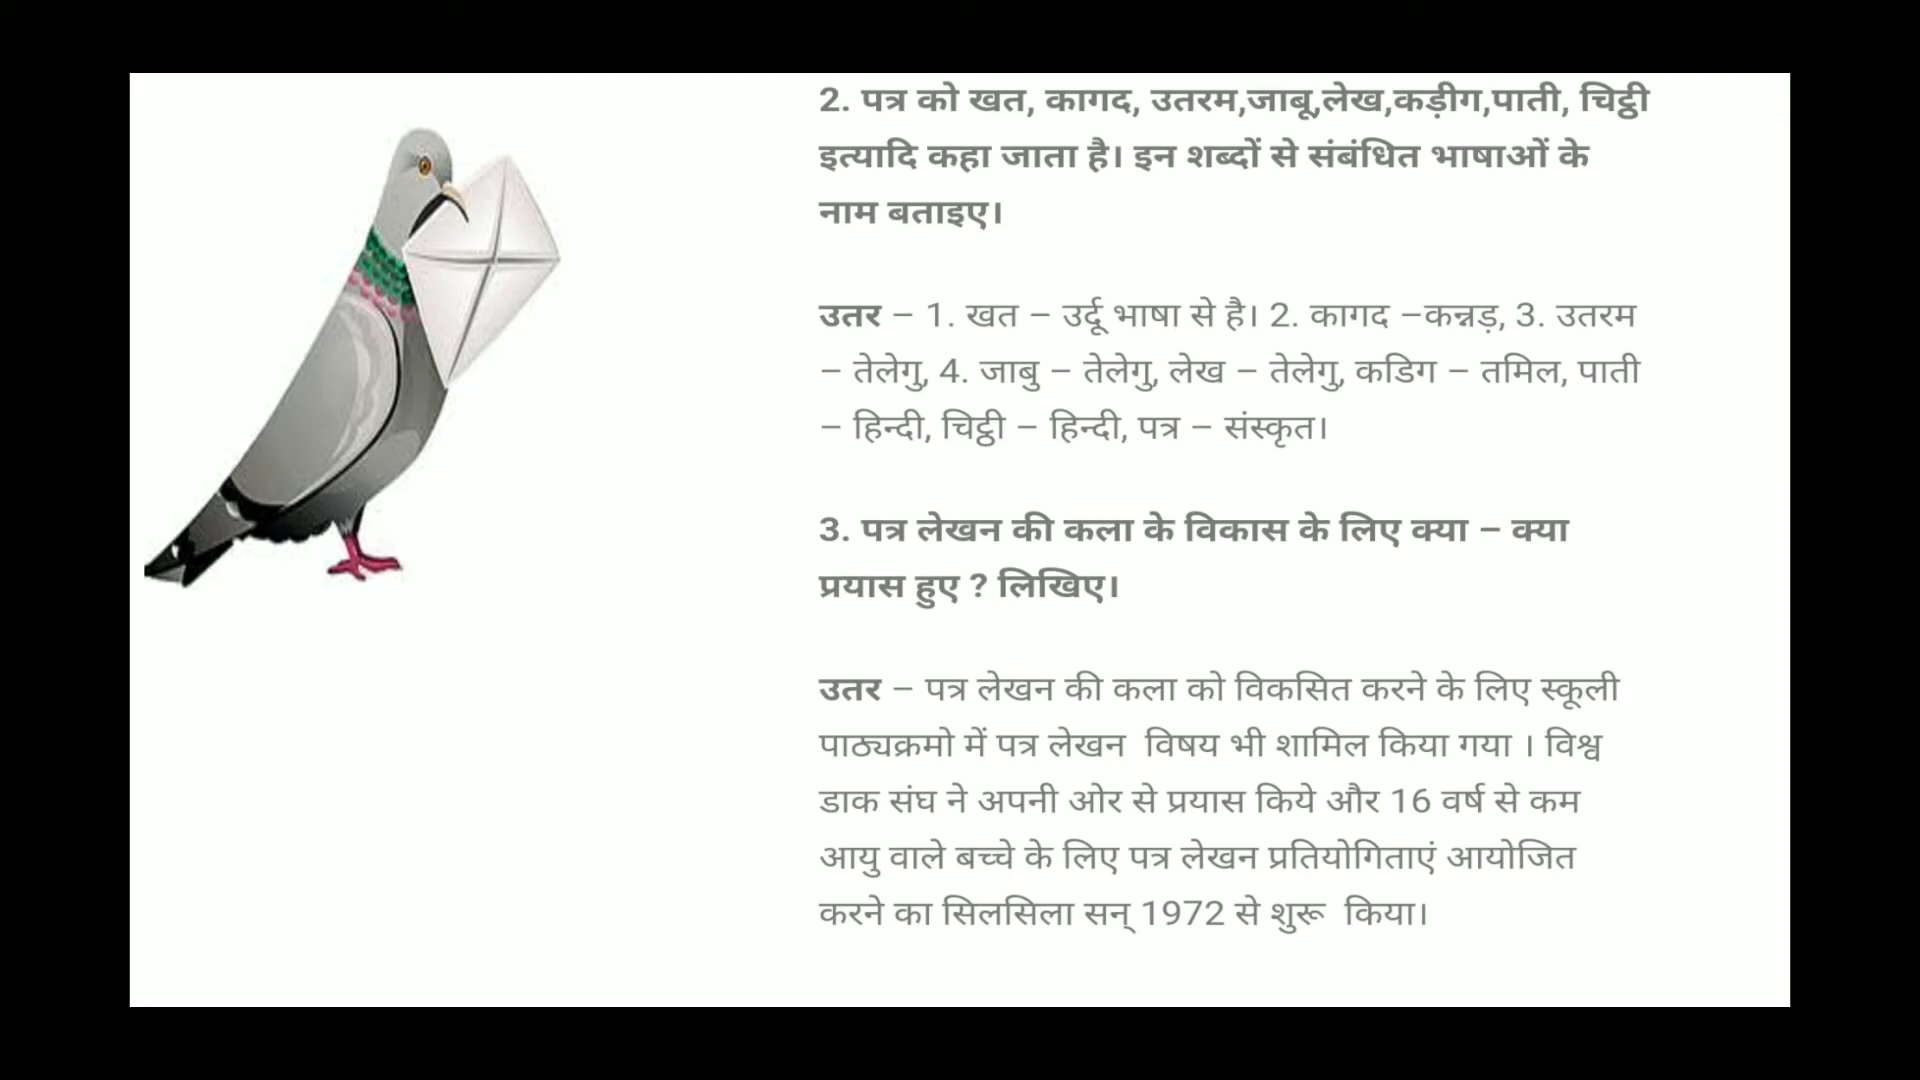 2. पत्र को खत, कागद, उतरम,जाबू,लेख,कड़ीग,पाती, चिट्ठी
इत्यादि कहा जाता है। इन शब्दों से संबंधित भाषाओं के
नाम बताइए।
उतर – 1. खत – उर्दू भाषा से है। 2. कागद –कन्नड़, 3. उतरम
– तेलेगु, 4. जाबु – तेलेगु, लेख – तेलेगु, कडिग – तमिल, पाती
– हिन्दी, चिट्ठी – हिन्दी, पत्र – संस्कृत।
3. पत्र लेखन की कला के विकास के लिए क्या – क्या
प्रयास हुए ? लिखिए।
उतर – पत्र लेखन की कला को विकसित करने के लिए स्कूली
पाठ्यक्रमो में पत्र लेखन  विषय भी शामिल किया गया । विश्व
डाक संघ ने अपनी ओर से प्रयास किये और 16 वर्ष से कम
आयु वाले बच्चे के लिए पत्र लेखन प्रतियोगिताएं आयोजित
करने का सिलसिला सन् 1972 से शुरू  किया।